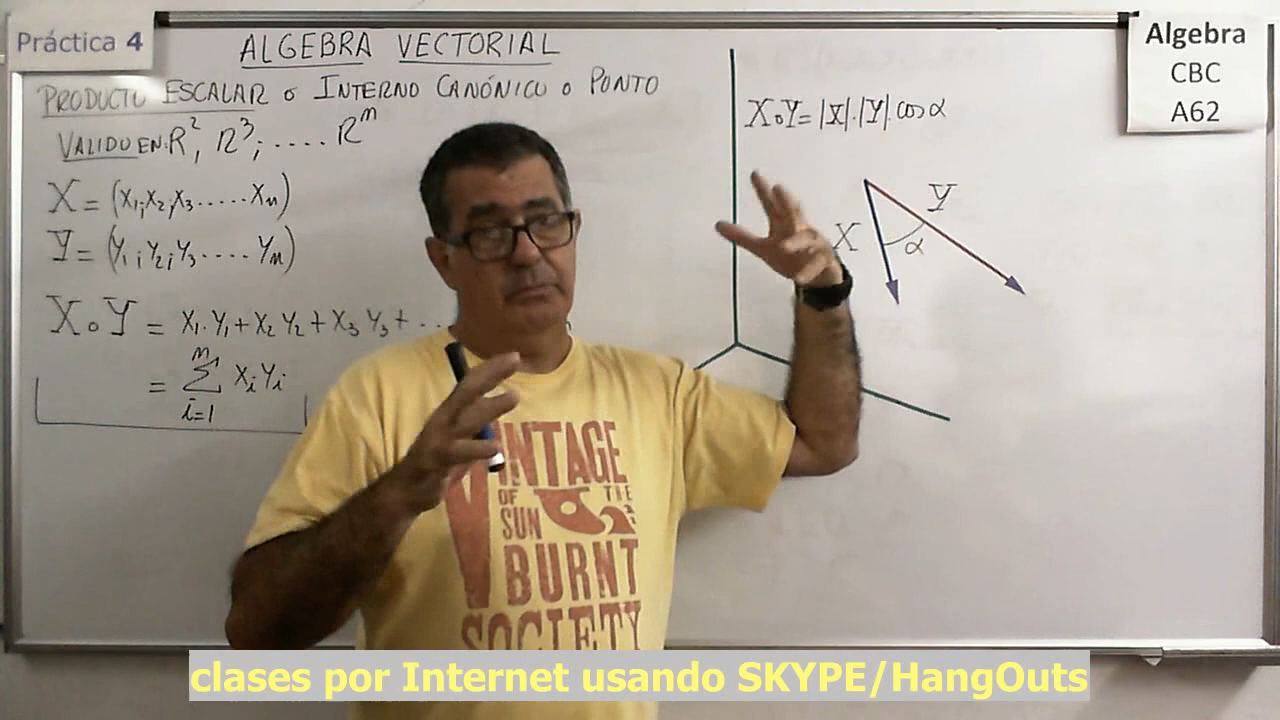 Práctica 4
ALGEBRA VECTORIAL
PRODUCTO ESCALAR o INTERNO CANÓNICO o PONTO
VALIDO EN R², R³, .... Rⁿ
X = (x₁, x₂, x₃ ..... xₙ)
Y = (y₁, y₂, y₃ .... yₙ)
X∘Y = x₁.y₁ + x₂ y₂ + x₃ y₃ + ..
= ∑ⁿᵢ₌₁ xᵢ yᵢ
X∘Y = |X|.|Y|.cos α
Y
X
α
Algebra
CBC
A62
VINTAGE
OF THE
SUN
BURNT
SOCIETY
clases por Internet usando SKYPE/HangOuts